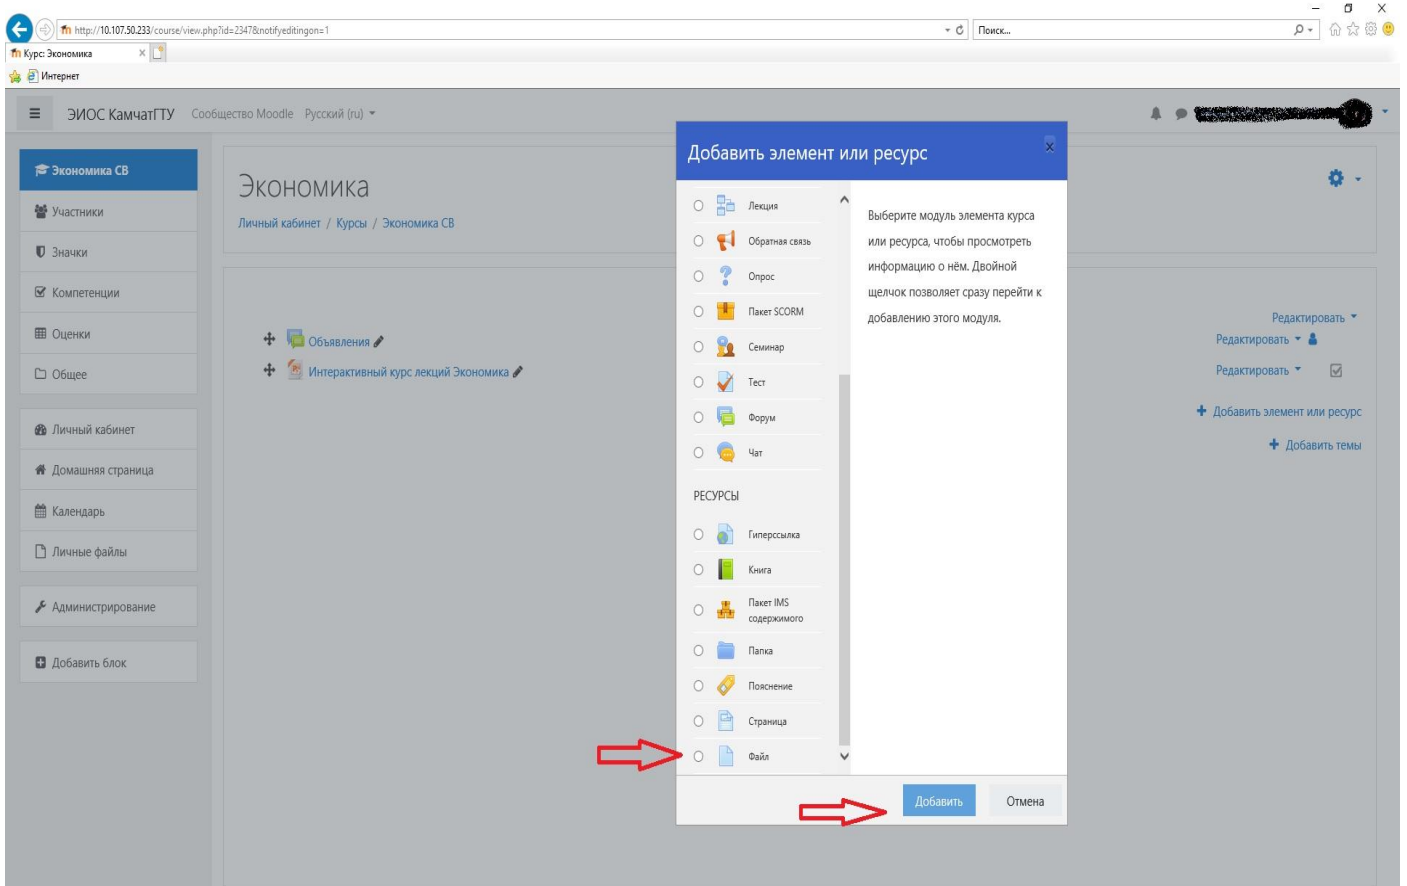 http://10.107.50.233/course/view.php?id=2347&notifyeditingon=1
Поиск...
Курс: Экономика
Интернет
ЭИОС КамчатГТУ Сообщество Moodle Русский (ru)
Экономика СВ
Участники
Значки
Компетенции
Оценки
Общее
Личный кабинет
Домашняя страница
Календарь
Личные файлы
Администрирование
Добавить блок
Экономика
Личный кабинет / Курсы / Экономика СВ
Объявления
Интерактивный курс лекций Экономика
Добавить элемент или ресурс
x
Лекция
Обратная связь
Опрос
Пакет SCORM
Семинар
Тест
Форум
Чат
РЕСУРСЫ
Гиперссылка
Книга
Пакет IMS
содержимого
Папка
Пояснение
Страница
Файл
Выберите модуль элемента курса
или ресурса, чтобы просмотреть
информацию о нём. Двойной
щелчок позволяет сразу перейти к
добавлению этого модуля.
Добавить Отмена
Редактировать
Редактировать
Редактировать
Добавить элемент или ресурс
Добавить темы